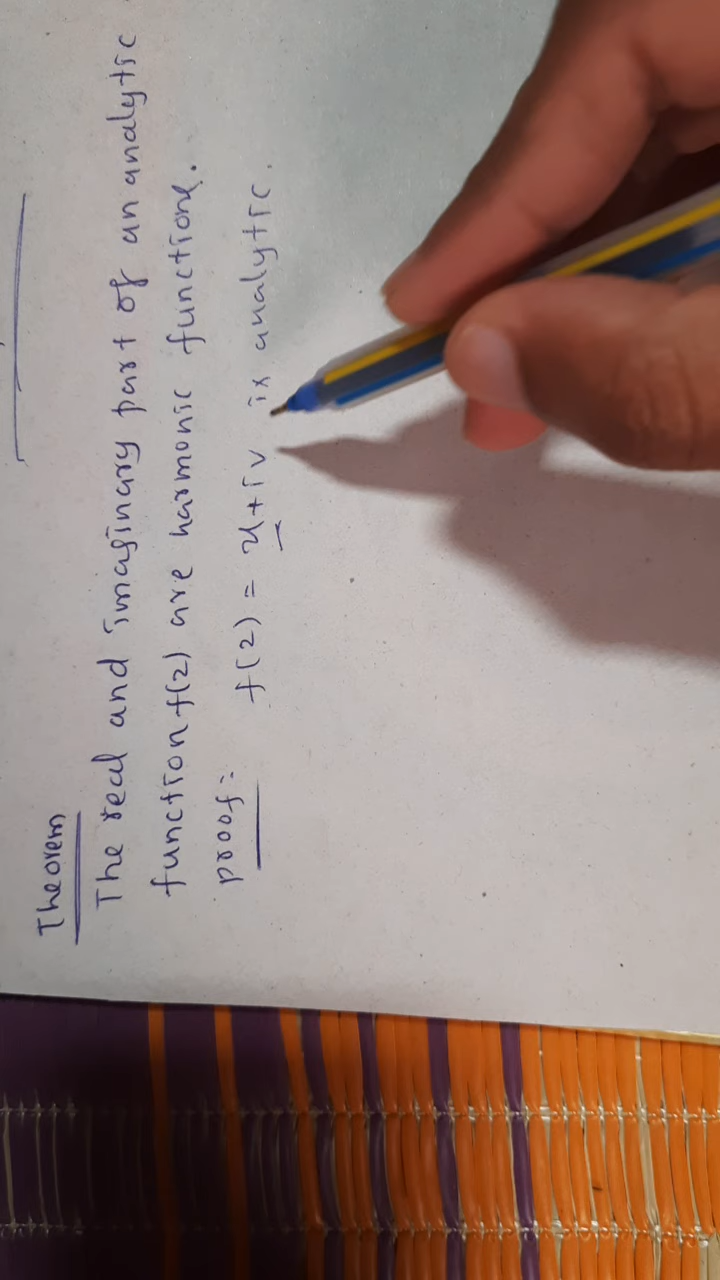 Theorem
The real and imaginary part of an analytic
function f(z) are harmonic functions.
proof:
f(z) = u+iv is analytic.